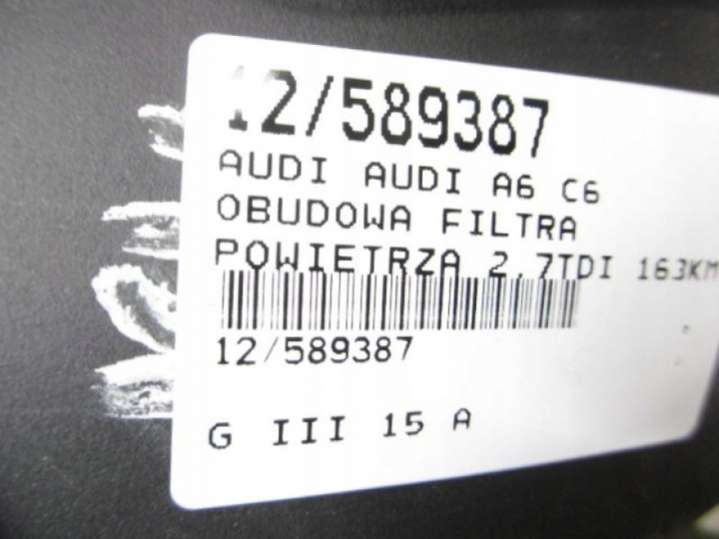 12/589387
AUDI AUDI A6 C6
OBUDOWA FILTRA
POWIETRZA 2.7TDI 163KM
12/589387
G III 15 A